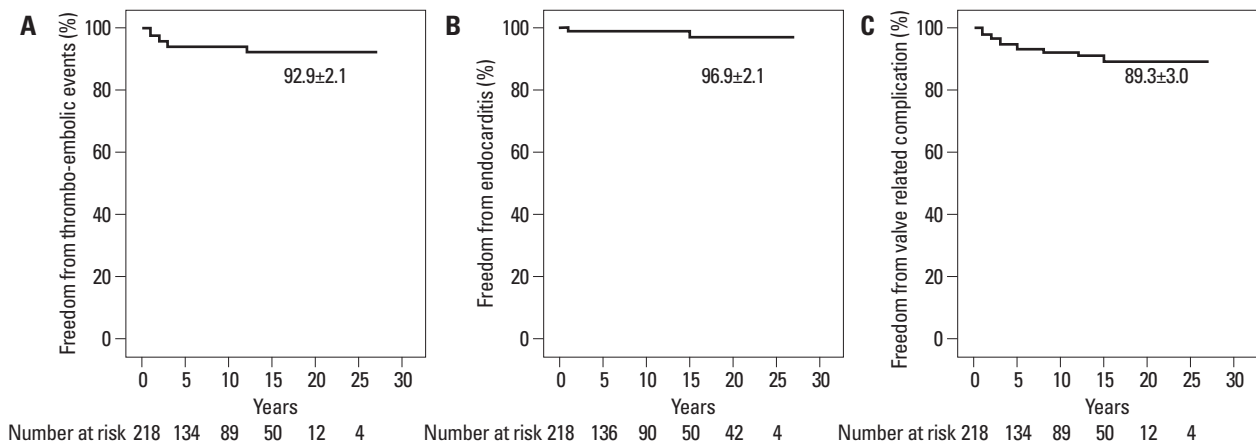 A
Freedom from thrombo-embolic events (%)
100
80
60
40
20
0
92.9±2.1
0 5 10 15 20 25 30
Years
Number at risk 218 134 89 50 12 4
B
Freedom from endocarditis (%)
100
80
60
40
20
0
96.9±2.1
0 5 10 15 20 25 30
Years
Number at risk 218 136 90 50 42 4
C
Freedom from valve related complication (%)
100
80
60
40
20
0
89.3±3.0
0 5 10 15 20 25 30
Years
Number at risk 218 134 89 50 12 4